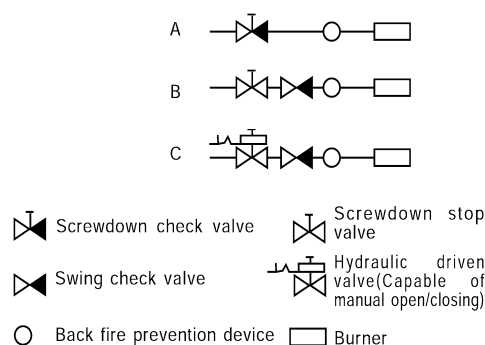 A
B
C
Screwdown check valve
Screwdown stop
valve
Swing check valve
Hydraulic driven
valve(Capable of
manual open/closing)
Back fire prevention device
Burner